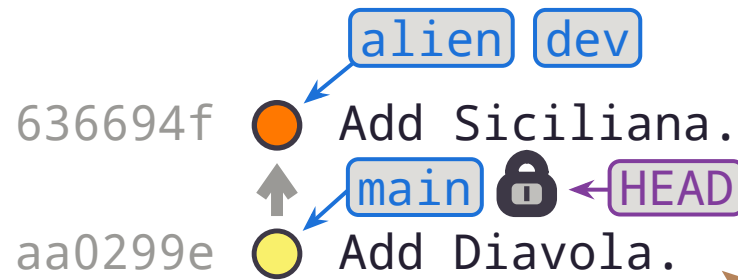 alien dev
636694f Add Siciliana.
main HEAD
aa0299e Add Diavola.